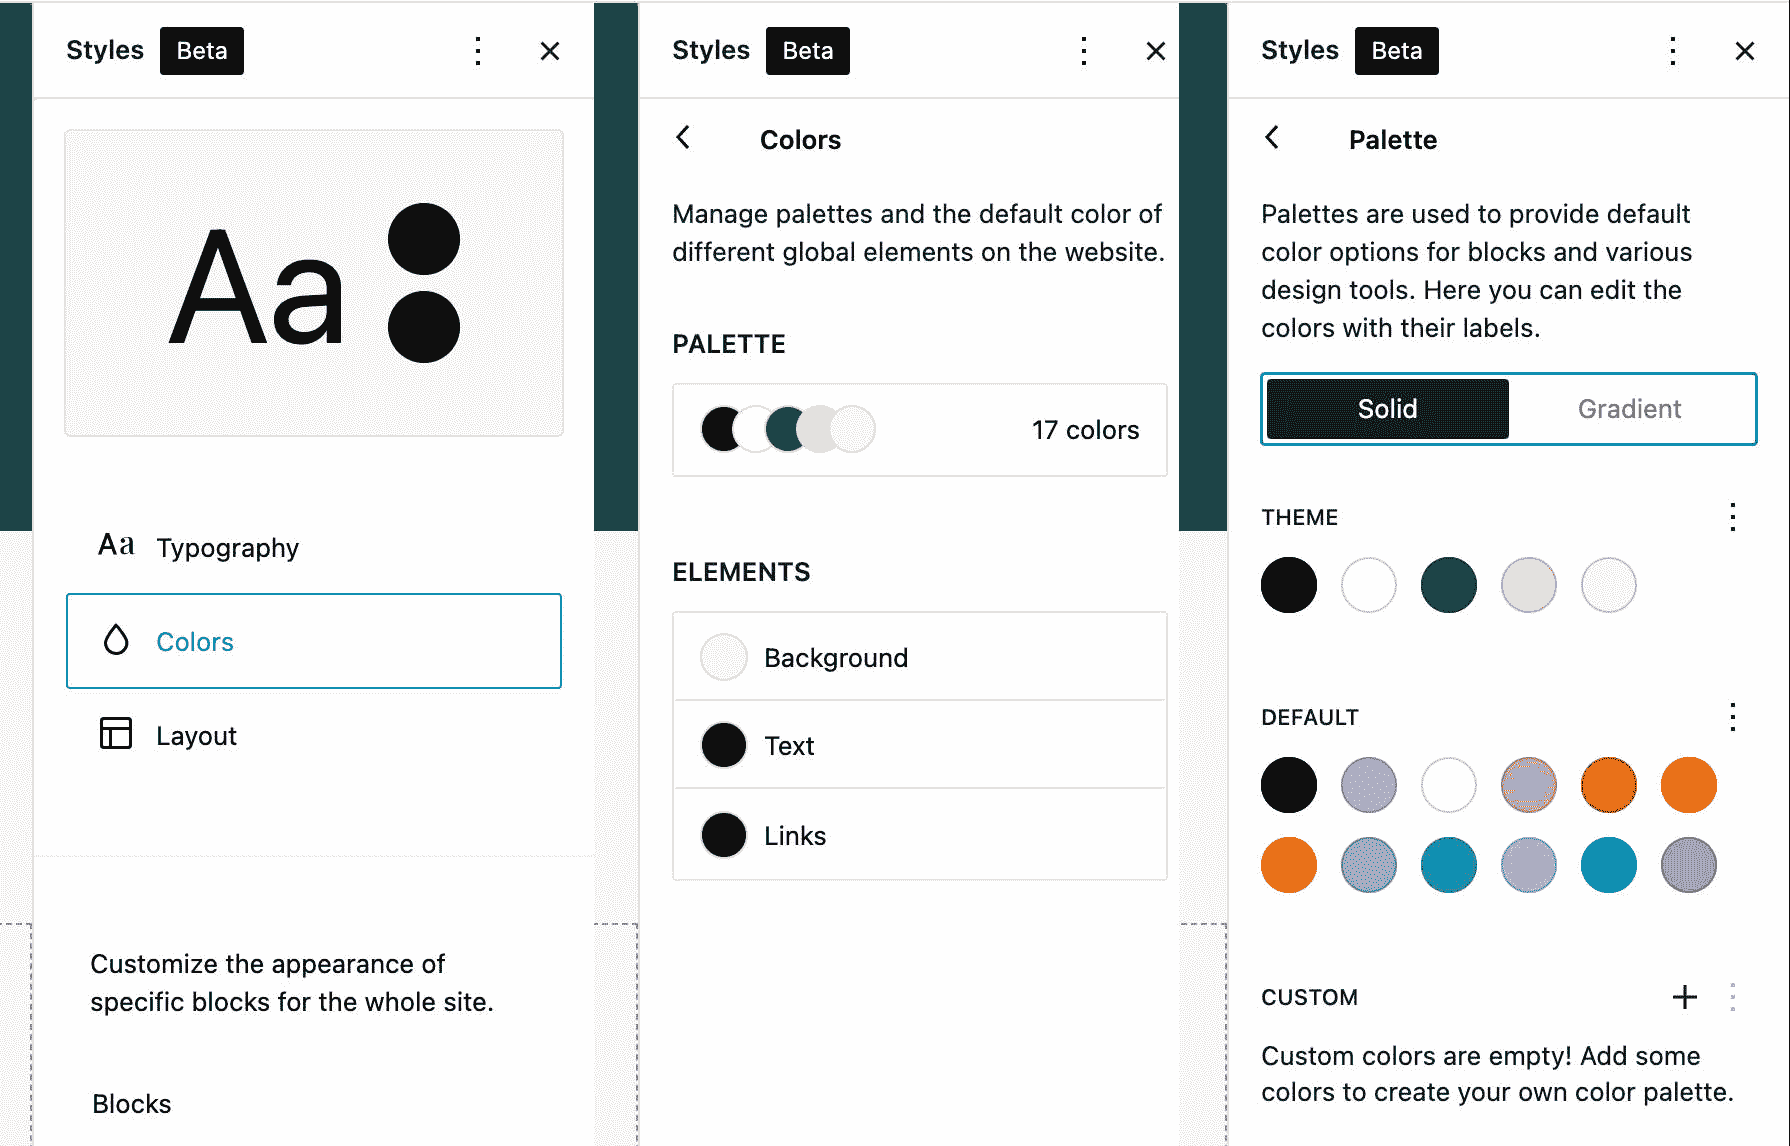 Styles Beta
Aa
Aa Typography
Colors
Layout
Customize the appearance of
specific blocks for the whole site.
Blocks
Styles Beta
Colors
Manage palettes and the default color of
different global elements on the website.
PALETTE
17 colors
ELEMENTS
Background
Text
Links
Styles Beta
Palette
Palettes are used to provide default
color options for blocks and various
design tools. Here you can edit the
colors with their labels.
Solid Gradient
THEME
DEFAULT
CUSTOM
Custom colors are empty! Add some
colors to create your own color palette.